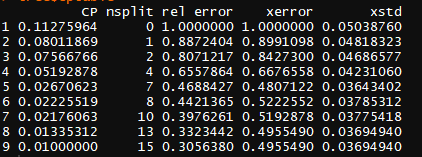 CP nsplit rel error xerror xstd
1 0.11275964 0 1.0000000 1.0000000 0.05038760
2 0.08011869 1 0.8872404 0.8991098 0.04818323
3 0.07566766 2 0.8071217 0.8427300 0.04686577
4 0.05192878 4 0.6557864 0.6676558 0.04231060
5 0.02670623 7 0.4688427 0.4807122 0.03643402
6 0.02225519 8 0.4421365 0.5222552 0.03785312
7 0.02176063 10 0.3976261 0.5192878 0.03775418
8 0.01335312 13 0.3323442 0.4955490 0.03694940
9 0.01000000 15 0.3056380 0.4955490 0.03694940